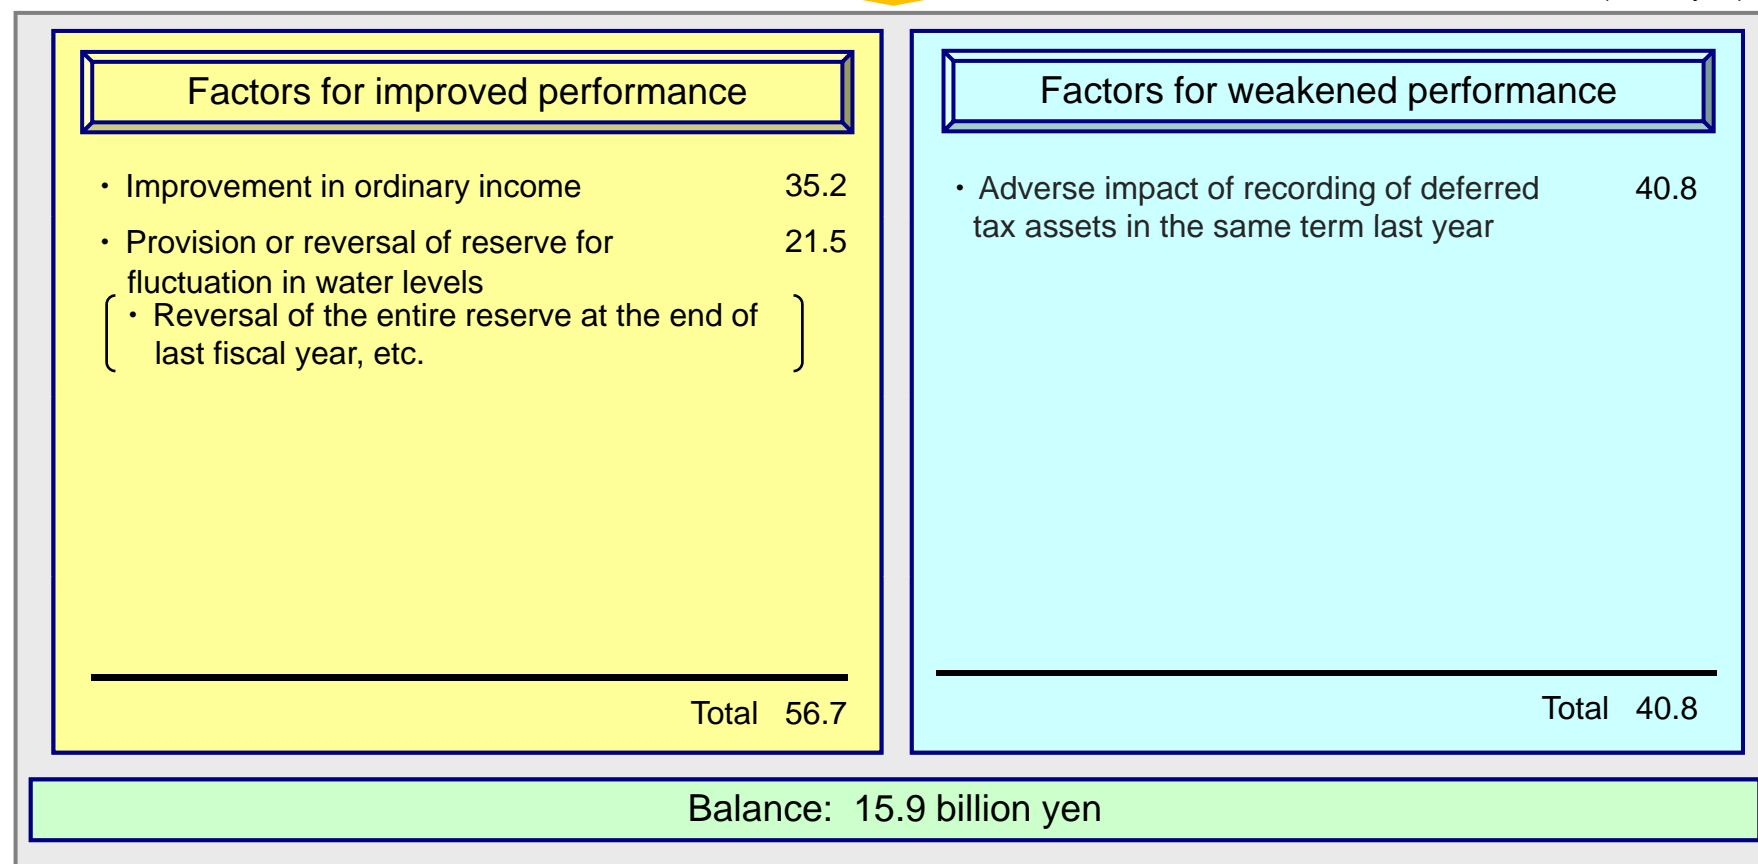 Factors for improved performance
・ Improvement in ordinary income 35.2
・ Provision or reversal of reserve for 21.5
fluctuation in water levels
・ Reversal of the entire reserve at the end of
last fiscal year, etc.
Total 56.7
Factors for weakened performance
・ Adverse impact of recording of deferred 40.8
tax assets in the same term last year
Total 40.8
Balance: 15.9 billion yen